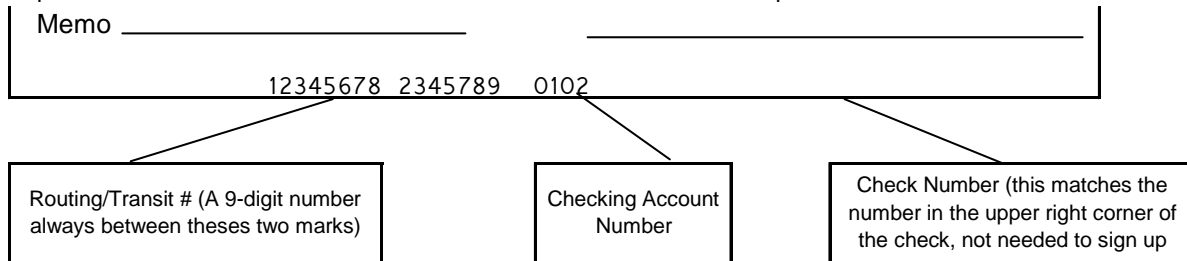 Memo
12345678 2345789 0102
Routing/Transit # (A 9-digit number
always between theses two marks)
Checking Account
Number
Check Number (this matches the
number in the upper right corner of
the check, not needed to sign up